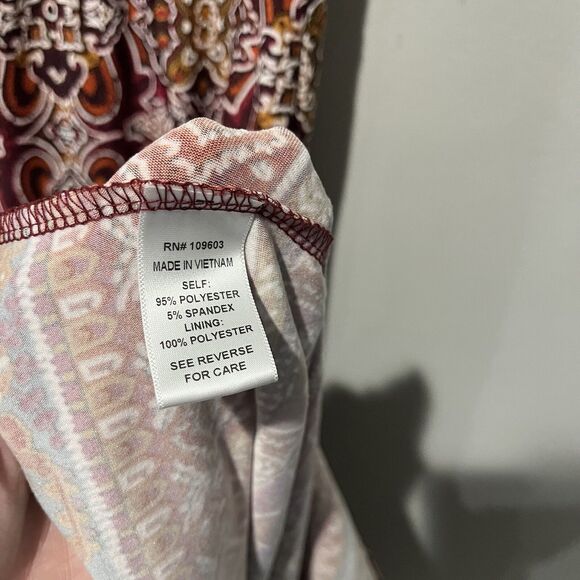 RN# 109603
MADE IN VIETNAM
SELF:
95% POLYESTER
5% SPANDEX
LINING:
100% POLYESTER
SEE REVERSE
FOR CARE